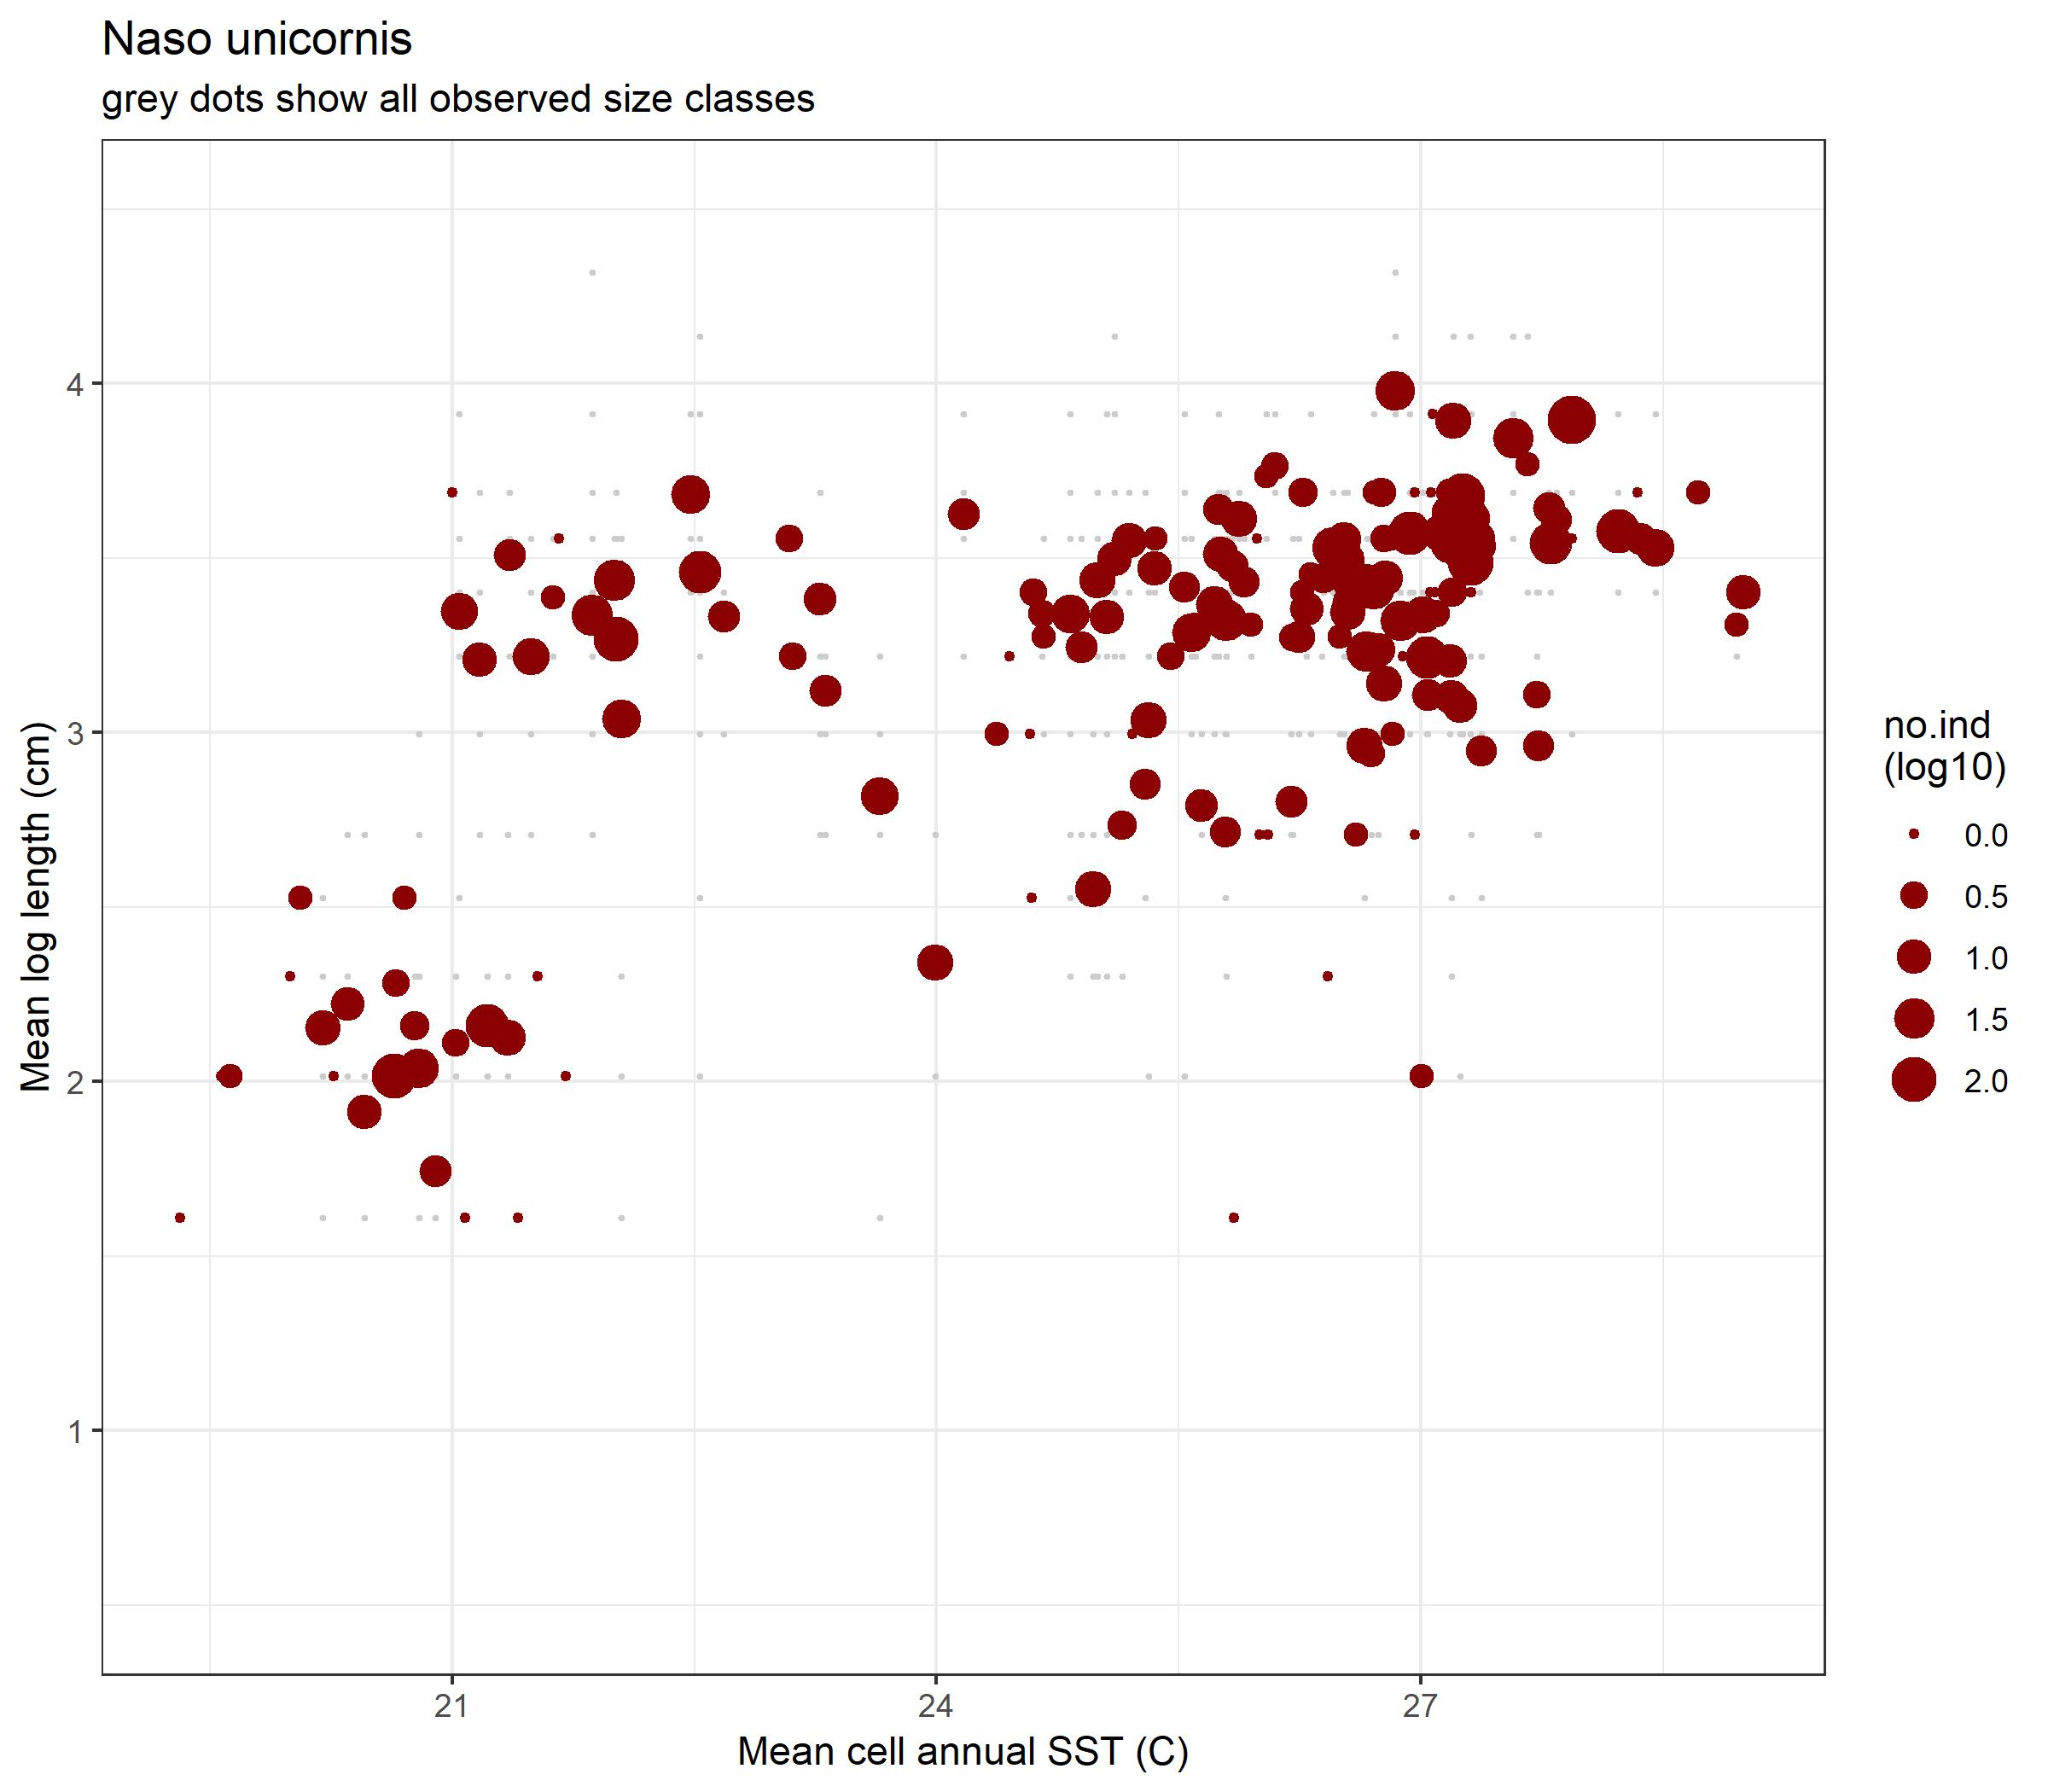 Naso unicornis
grey dots show all observed size classes
Mean log length (cm)
4
3
2
1
21
24
27
Mean cell annual SST (C)
no.ind
(log10)
0.0
0.5
1.0
1.5
2.0